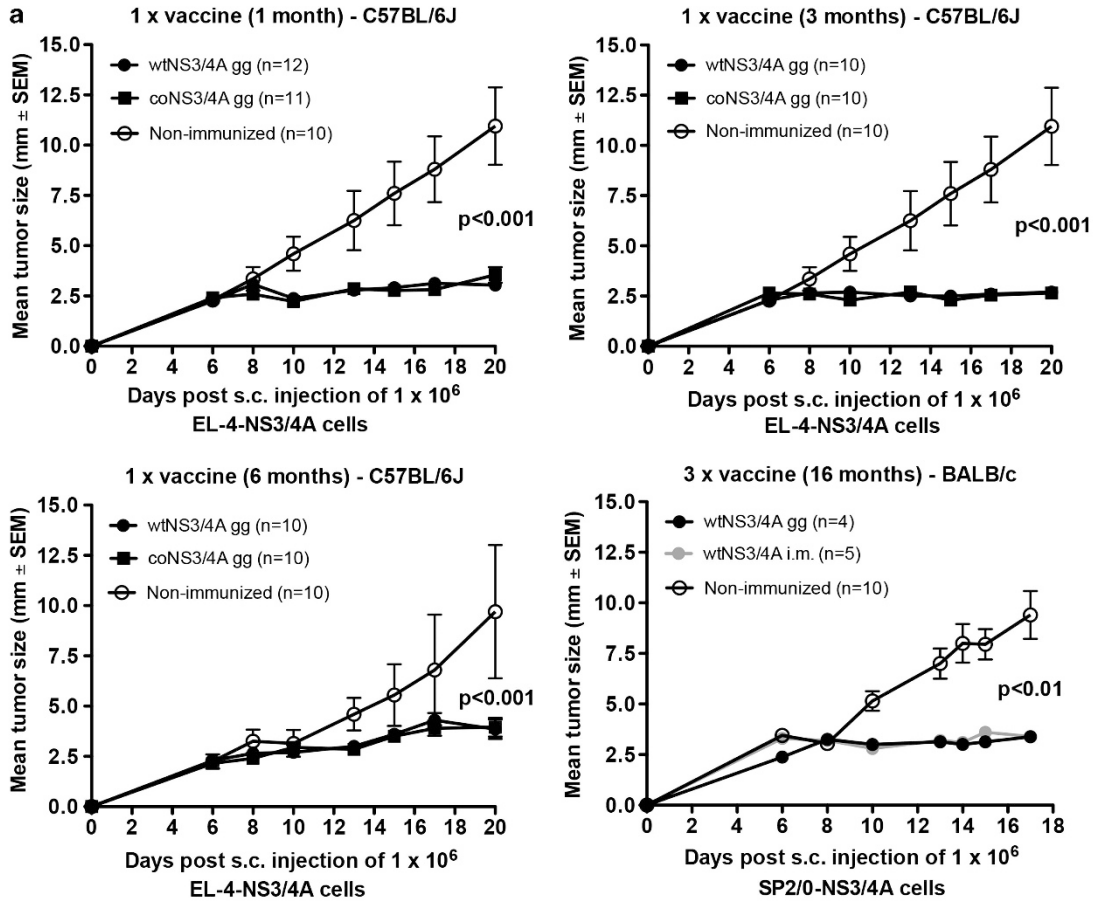 a
1 x vaccine (1 month) - C57BL/6J
Mean tumor size (mm ± SEM)
15.0
12.5
10.0
7.5
5.0
2.5
0.0
wtNS3/4A gg (n=12)
coNS3/4A gg (n=11)
Non-immunized (n=10)
p<0.001
0 2 4 6 8 10 12 14 16 18 20
Days post s.c. injection of 1 x 10⁶
EL-4-NS3/4A cells
1 x vaccine (3 months) - C57BL/6J
Mean tumor size (mm ± SEM)
15.0
12.5
10.0
7.5
5.0
2.5
0.0
wtNS3/4A gg (n=10)
coNS3/4A gg (n=10)
Non-immunized (n=10)
p<0.001
0 2 4 6 8 10 12 14 16 18 20
Days post s.c. injection of 1 x 10⁶
EL-4-NS3/4A cells
1 x vaccine (6 months) - C57BL/6J
Mean tumor size (mm ± SEM)
15.0
12.5
10.0
7.5
5.0
2.5
0.0
wtNS3/4A gg (n=10)
coNS3/4A gg (n=10)
Non-immunized (n=10)
p<0.001
0 2 4 6 8 10 12 14 16 18 20
Days post s.c. injection of 1 x 10⁶
EL-4-NS3/4A cells
3 x vaccine (16 months) - BALB/c
Mean tumor size (mm ± SEM)
15.0
12.5
10.0
7.5
5.0
2.5
0.0
wtNS3/4A gg (n=4)
wtNS3/4A i.m. (n=5)
Non-immunized (n=10)
p<0.01
0 2 4 6 8 10 12 14 16 18
Days post s.c. injection of 1 x 10⁶
SP2/0-NS3/4A cells